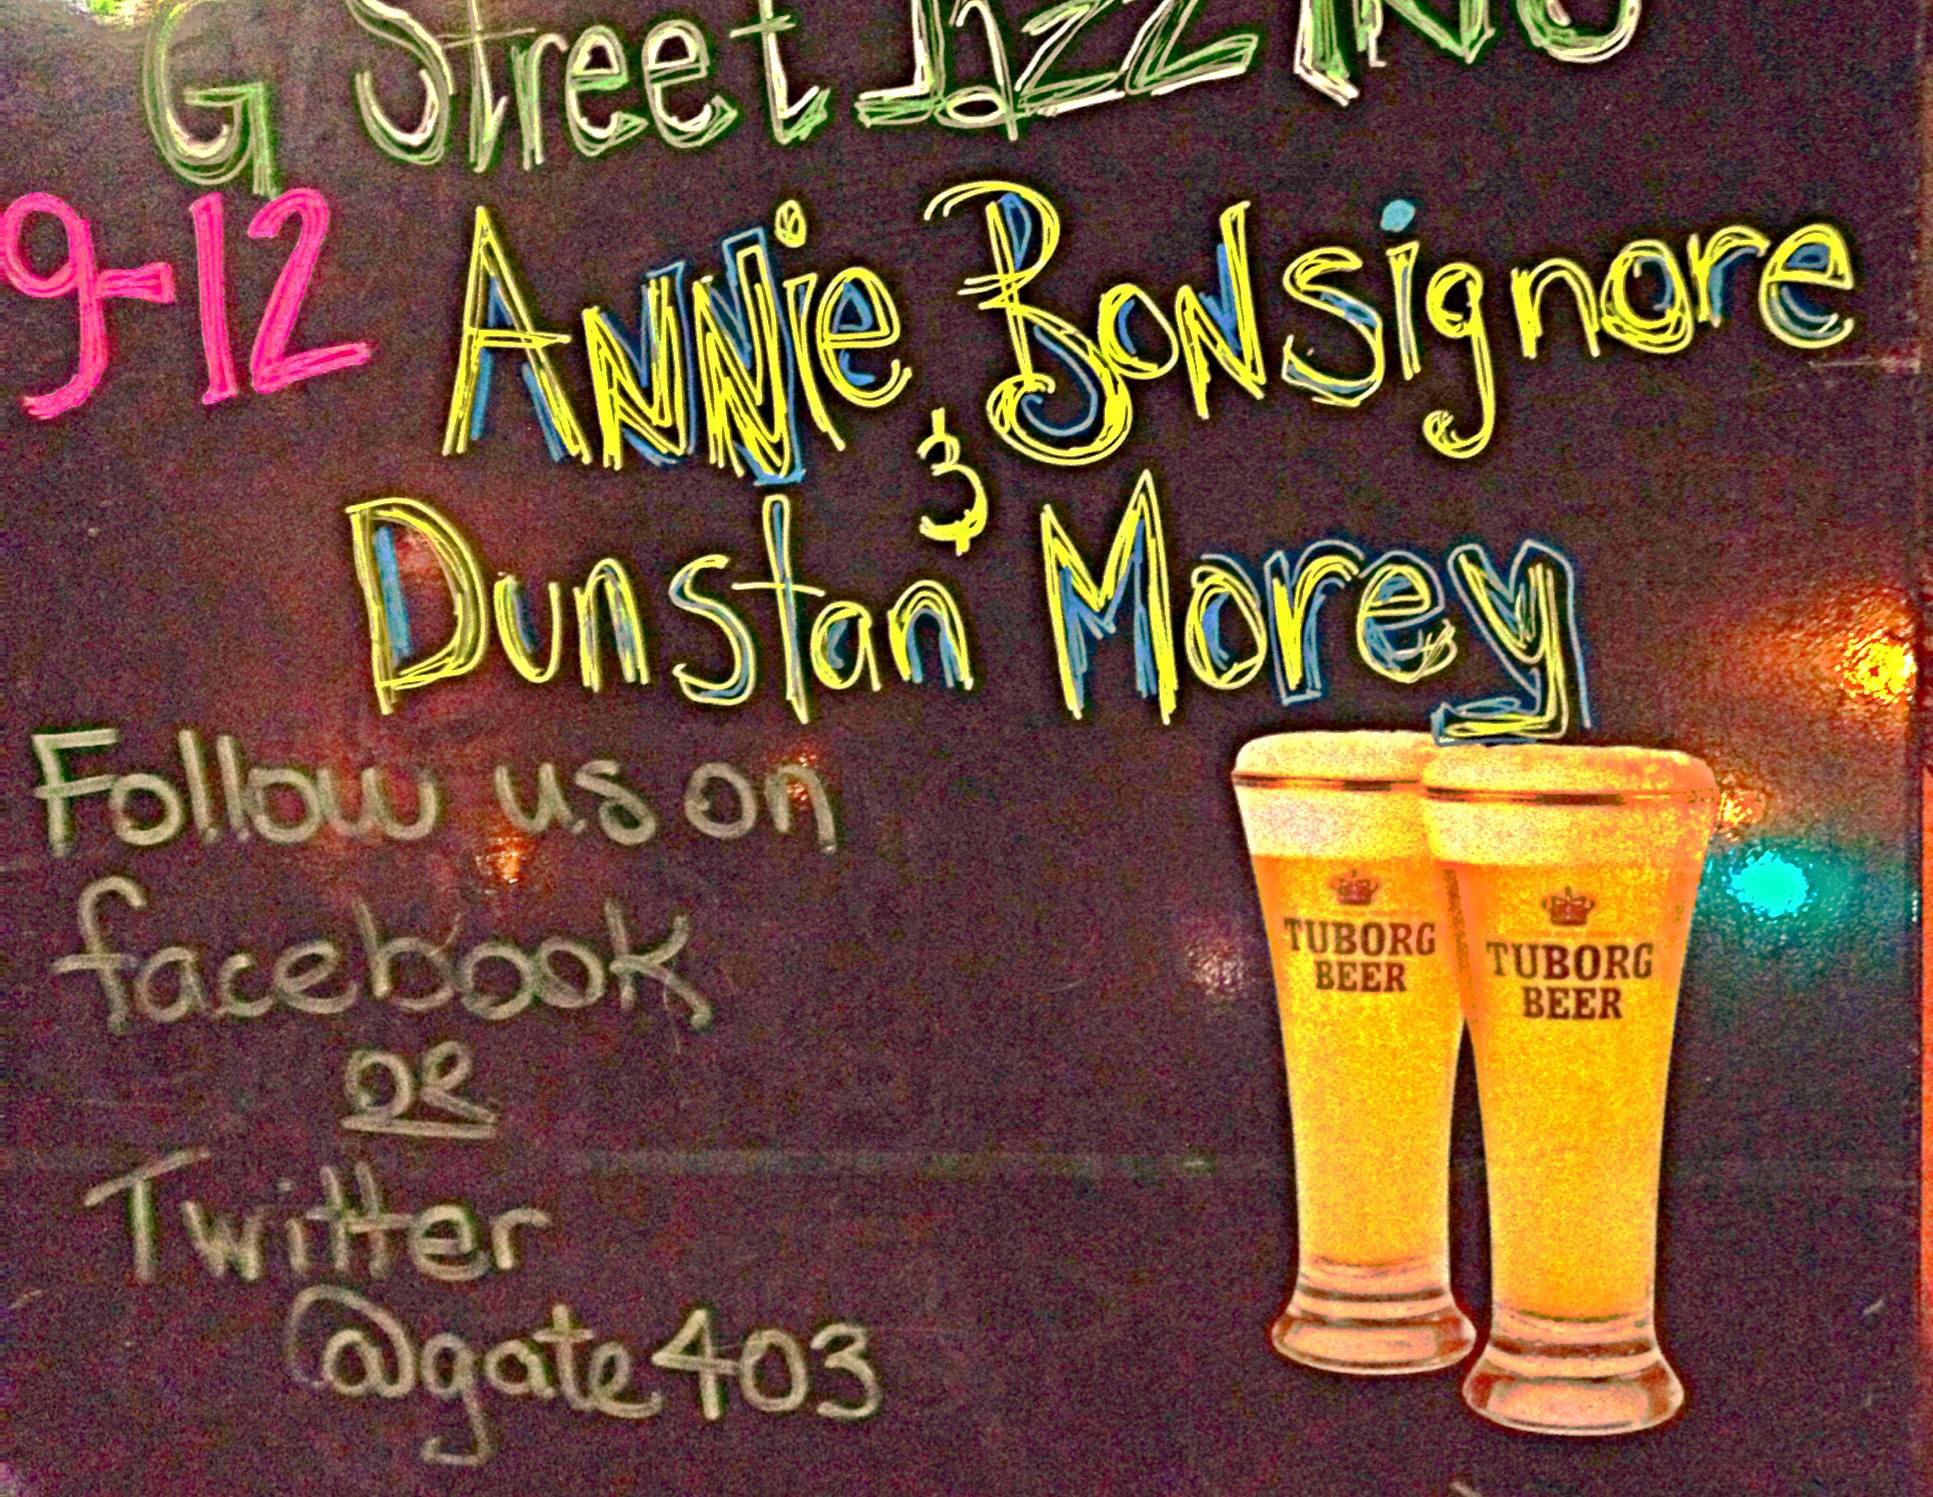 G Street Jazz Trio
9-12 Annie Bonsignore
&
Dunstan Morey
Follow us on
facebook
OR
Twitter
@gate403
TUBORG
BEER
TUBORG
BEER